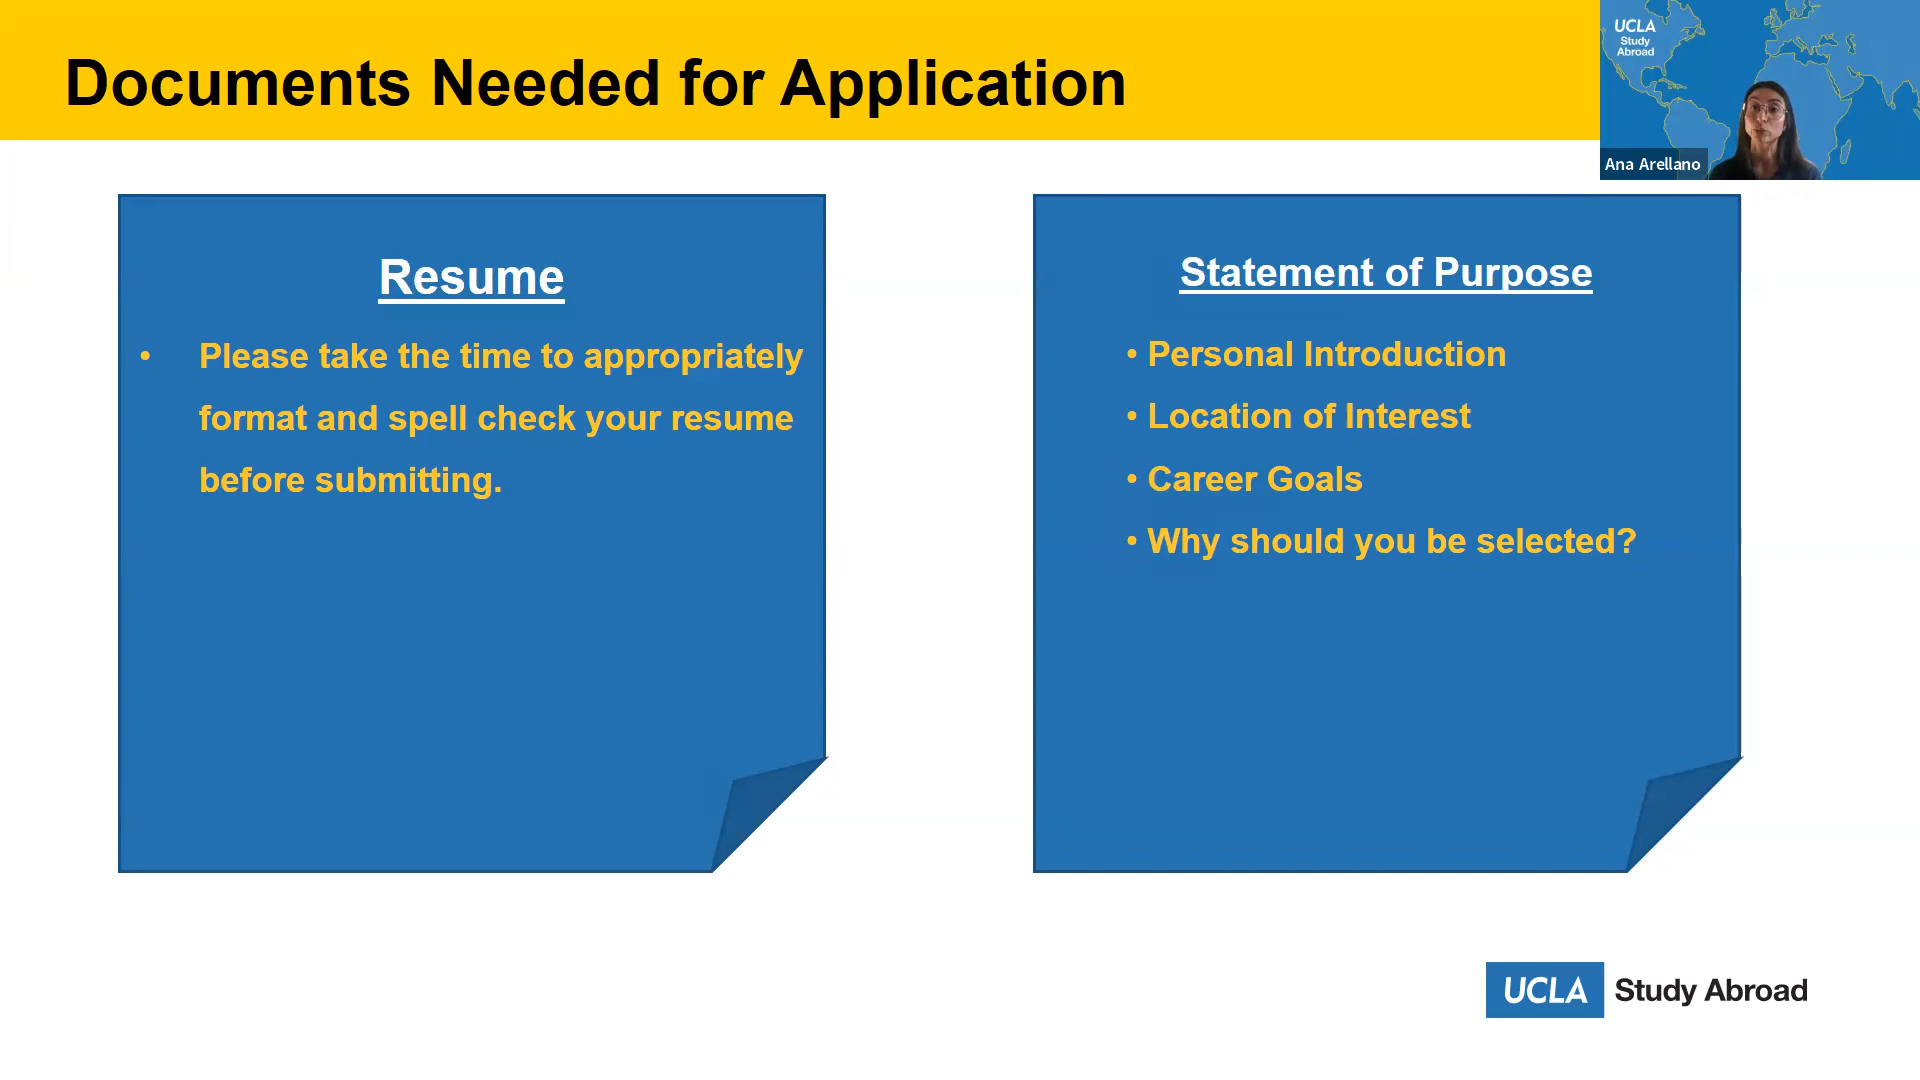 Documents Needed for Application
UCLA
Study
Abroad
Ana Arellano
Resume
• Please take the time to appropriately
format and spell check your resume
before submitting.
Statement of Purpose
• Personal Introduction
• Location of Interest
• Career Goals
• Why should you be selected?
UCLA Study Abroad